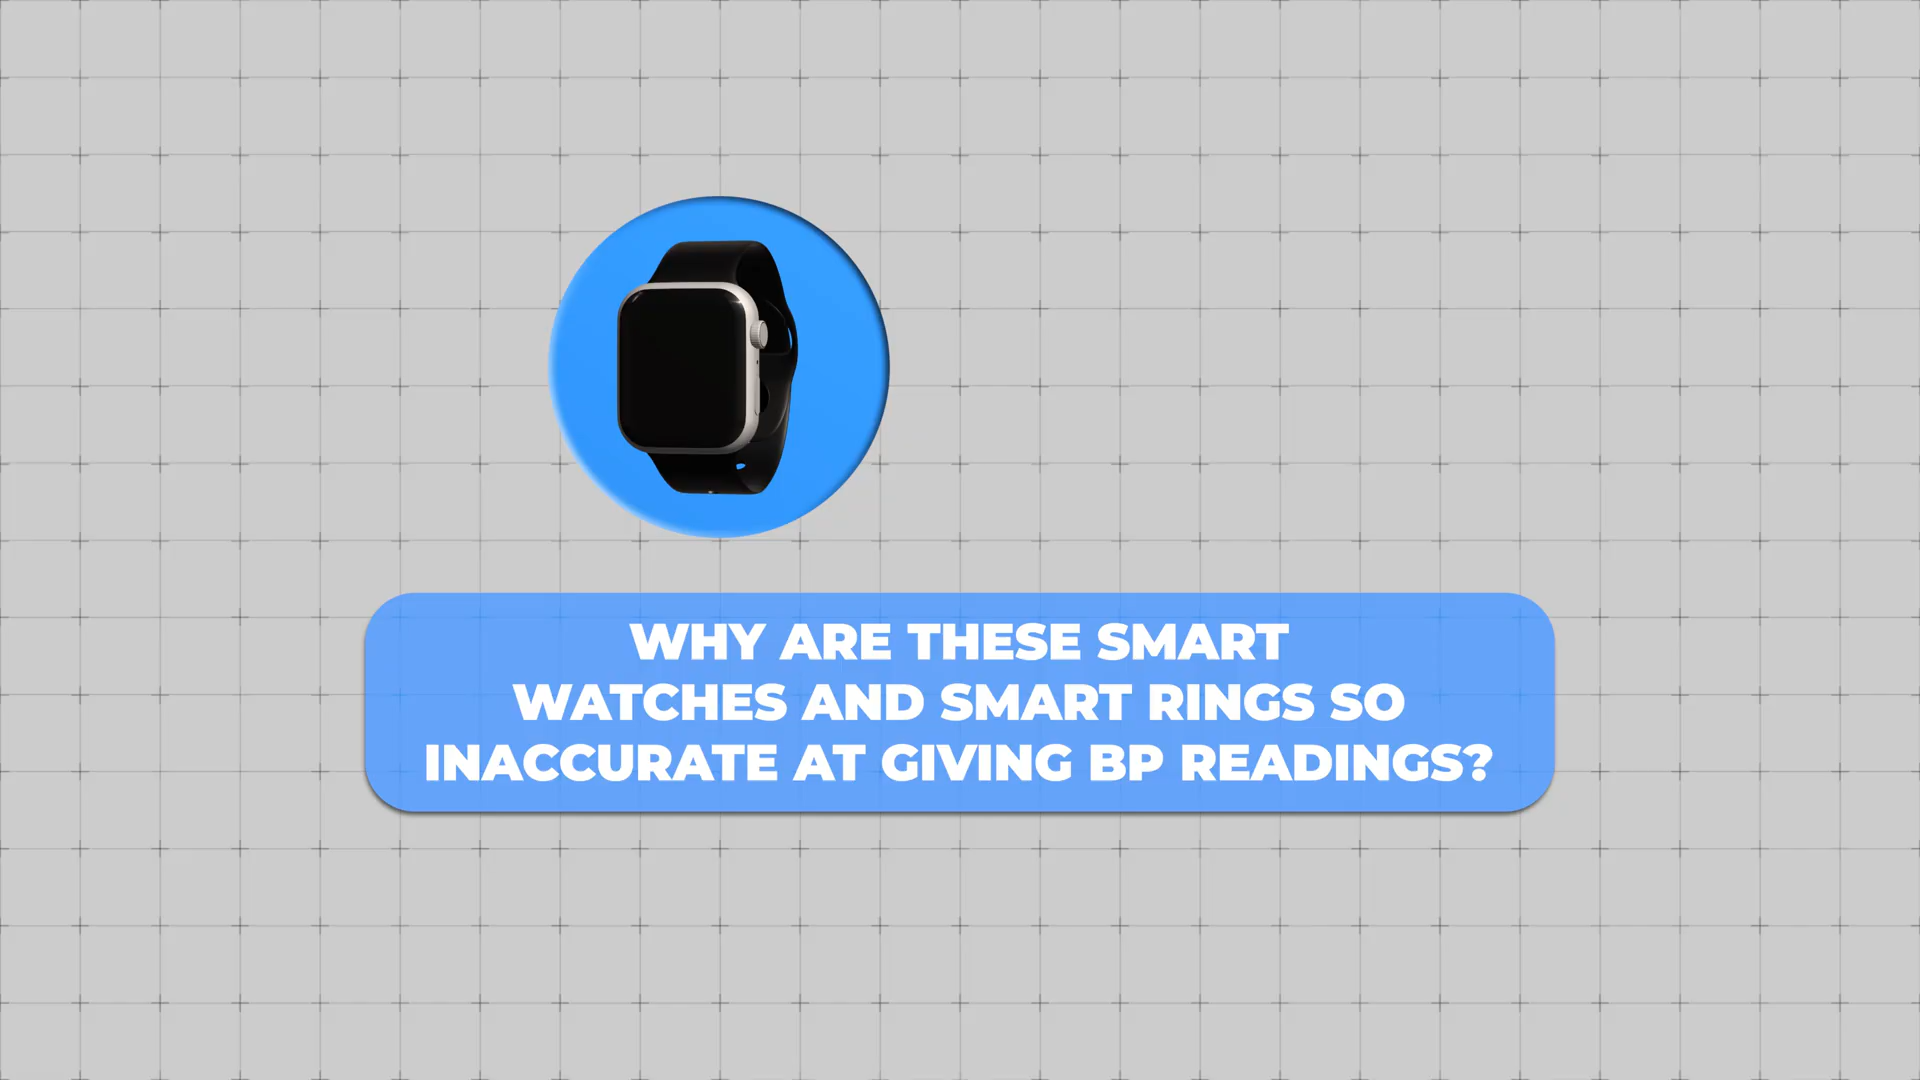 WHY ARE THESE SMART
WATCHES AND SMART RINGS SO
INACCURATE AT GIVING BP READINGS?